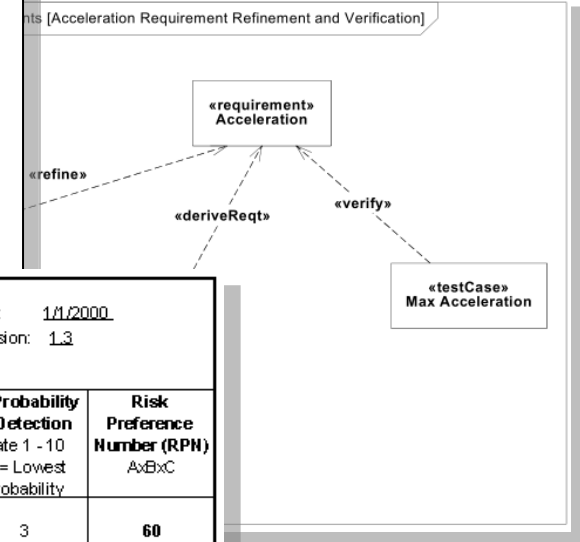 nts [Acceleration Requirement Refinement and Verification]
«requirement»
Acceleration
«refine»
«deriveReqt»
«verify»
«testCase»
Max Acceleration
: 1/1/2000
sion: 1.3
Probability
Detection
ate 1 - 10
= Lowest
obability
Risk
Preference
Number (RPN)
AxBxC
3
60